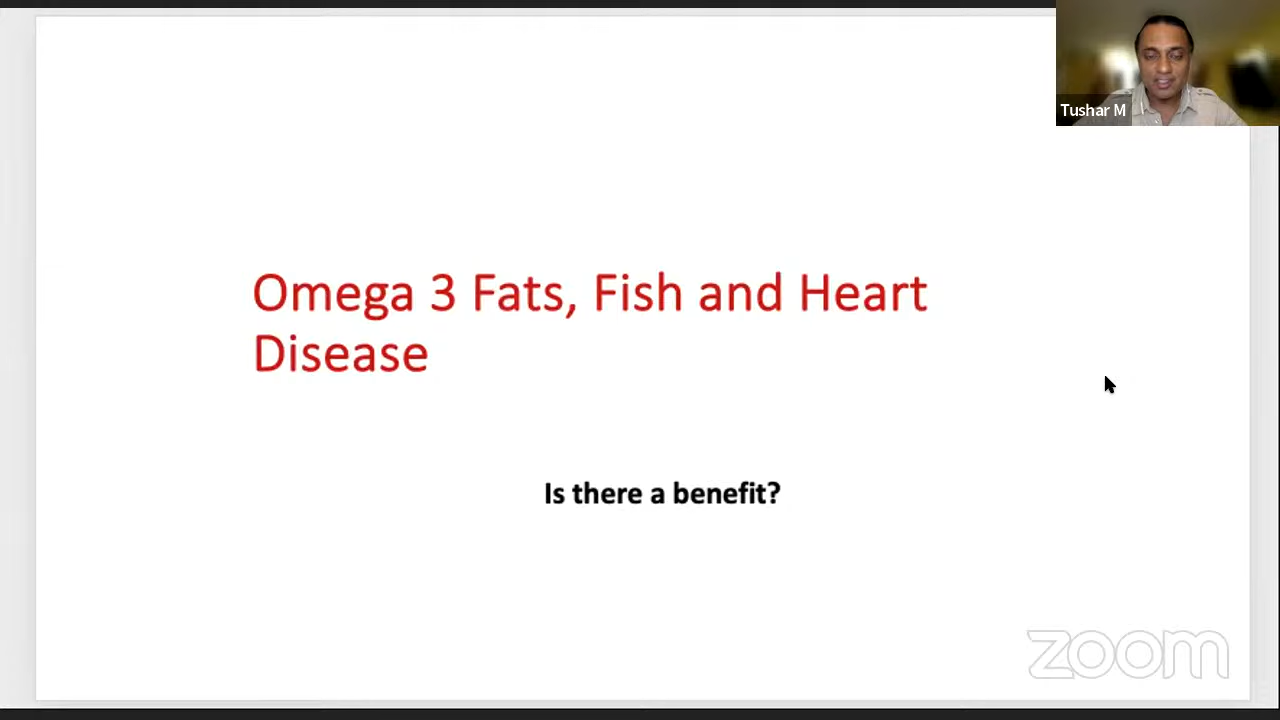 Tushar M
Omega 3 Fats, Fish and Heart
Disease
Is there a benefit?
zoom